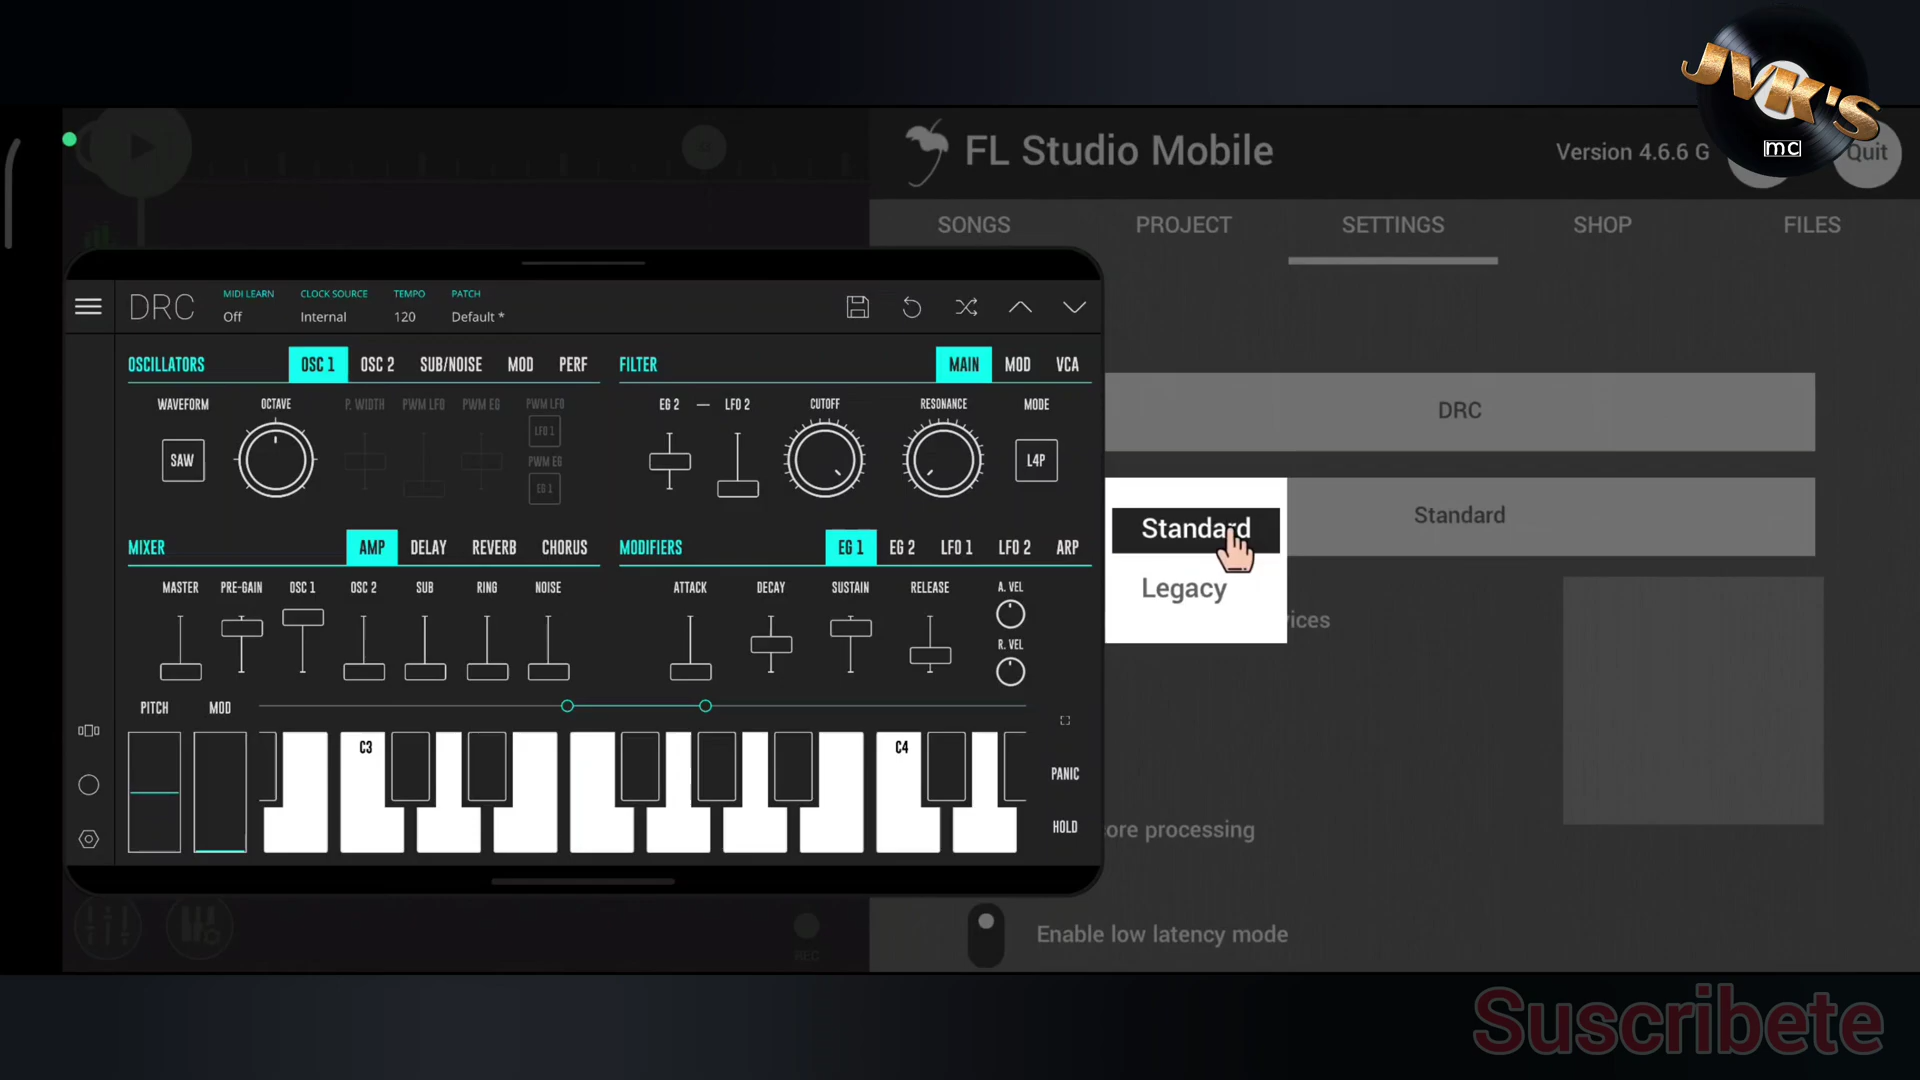 JVK'S
mc
FL Studio Mobile
Version 4.6.6 G
Quit
SONGS PROJECT SETTINGS SHOP FILES
DRC
MIDI LEARN CLOCK SOURCE TEMPO PATCH
Off Internal 120 Default *
OSCILLATORS OSC 1 OSC 2 SUB/NOISE MOD PERF
WAVEFORM OCTAVE P. WIDTH PWM LFO PWM EG PWM LFO
LFO 1
SAW
PWM EG
EG 1
FILTER MAIN MOD VCA
EG 2 — LFO 2 CUTOFF RESONANCE MODE
L4P
MIXER AMP DELAY REVERB CHORUS
MASTER PRE-GAIN OSC 1 OSC 2 SUB RING NOISE
MODIFIERS EG 1 EG 2 LFO 1 LFO 2 ARP
ATTACK DECAY SUSTAIN RELEASE A. VEL
R. VEL
PITCH MOD
C3 C4
PANIC
HOLD
DRC
Standard
Standard
Legacy
vices
ore processing
Enable low latency mode
REC
Suscribete